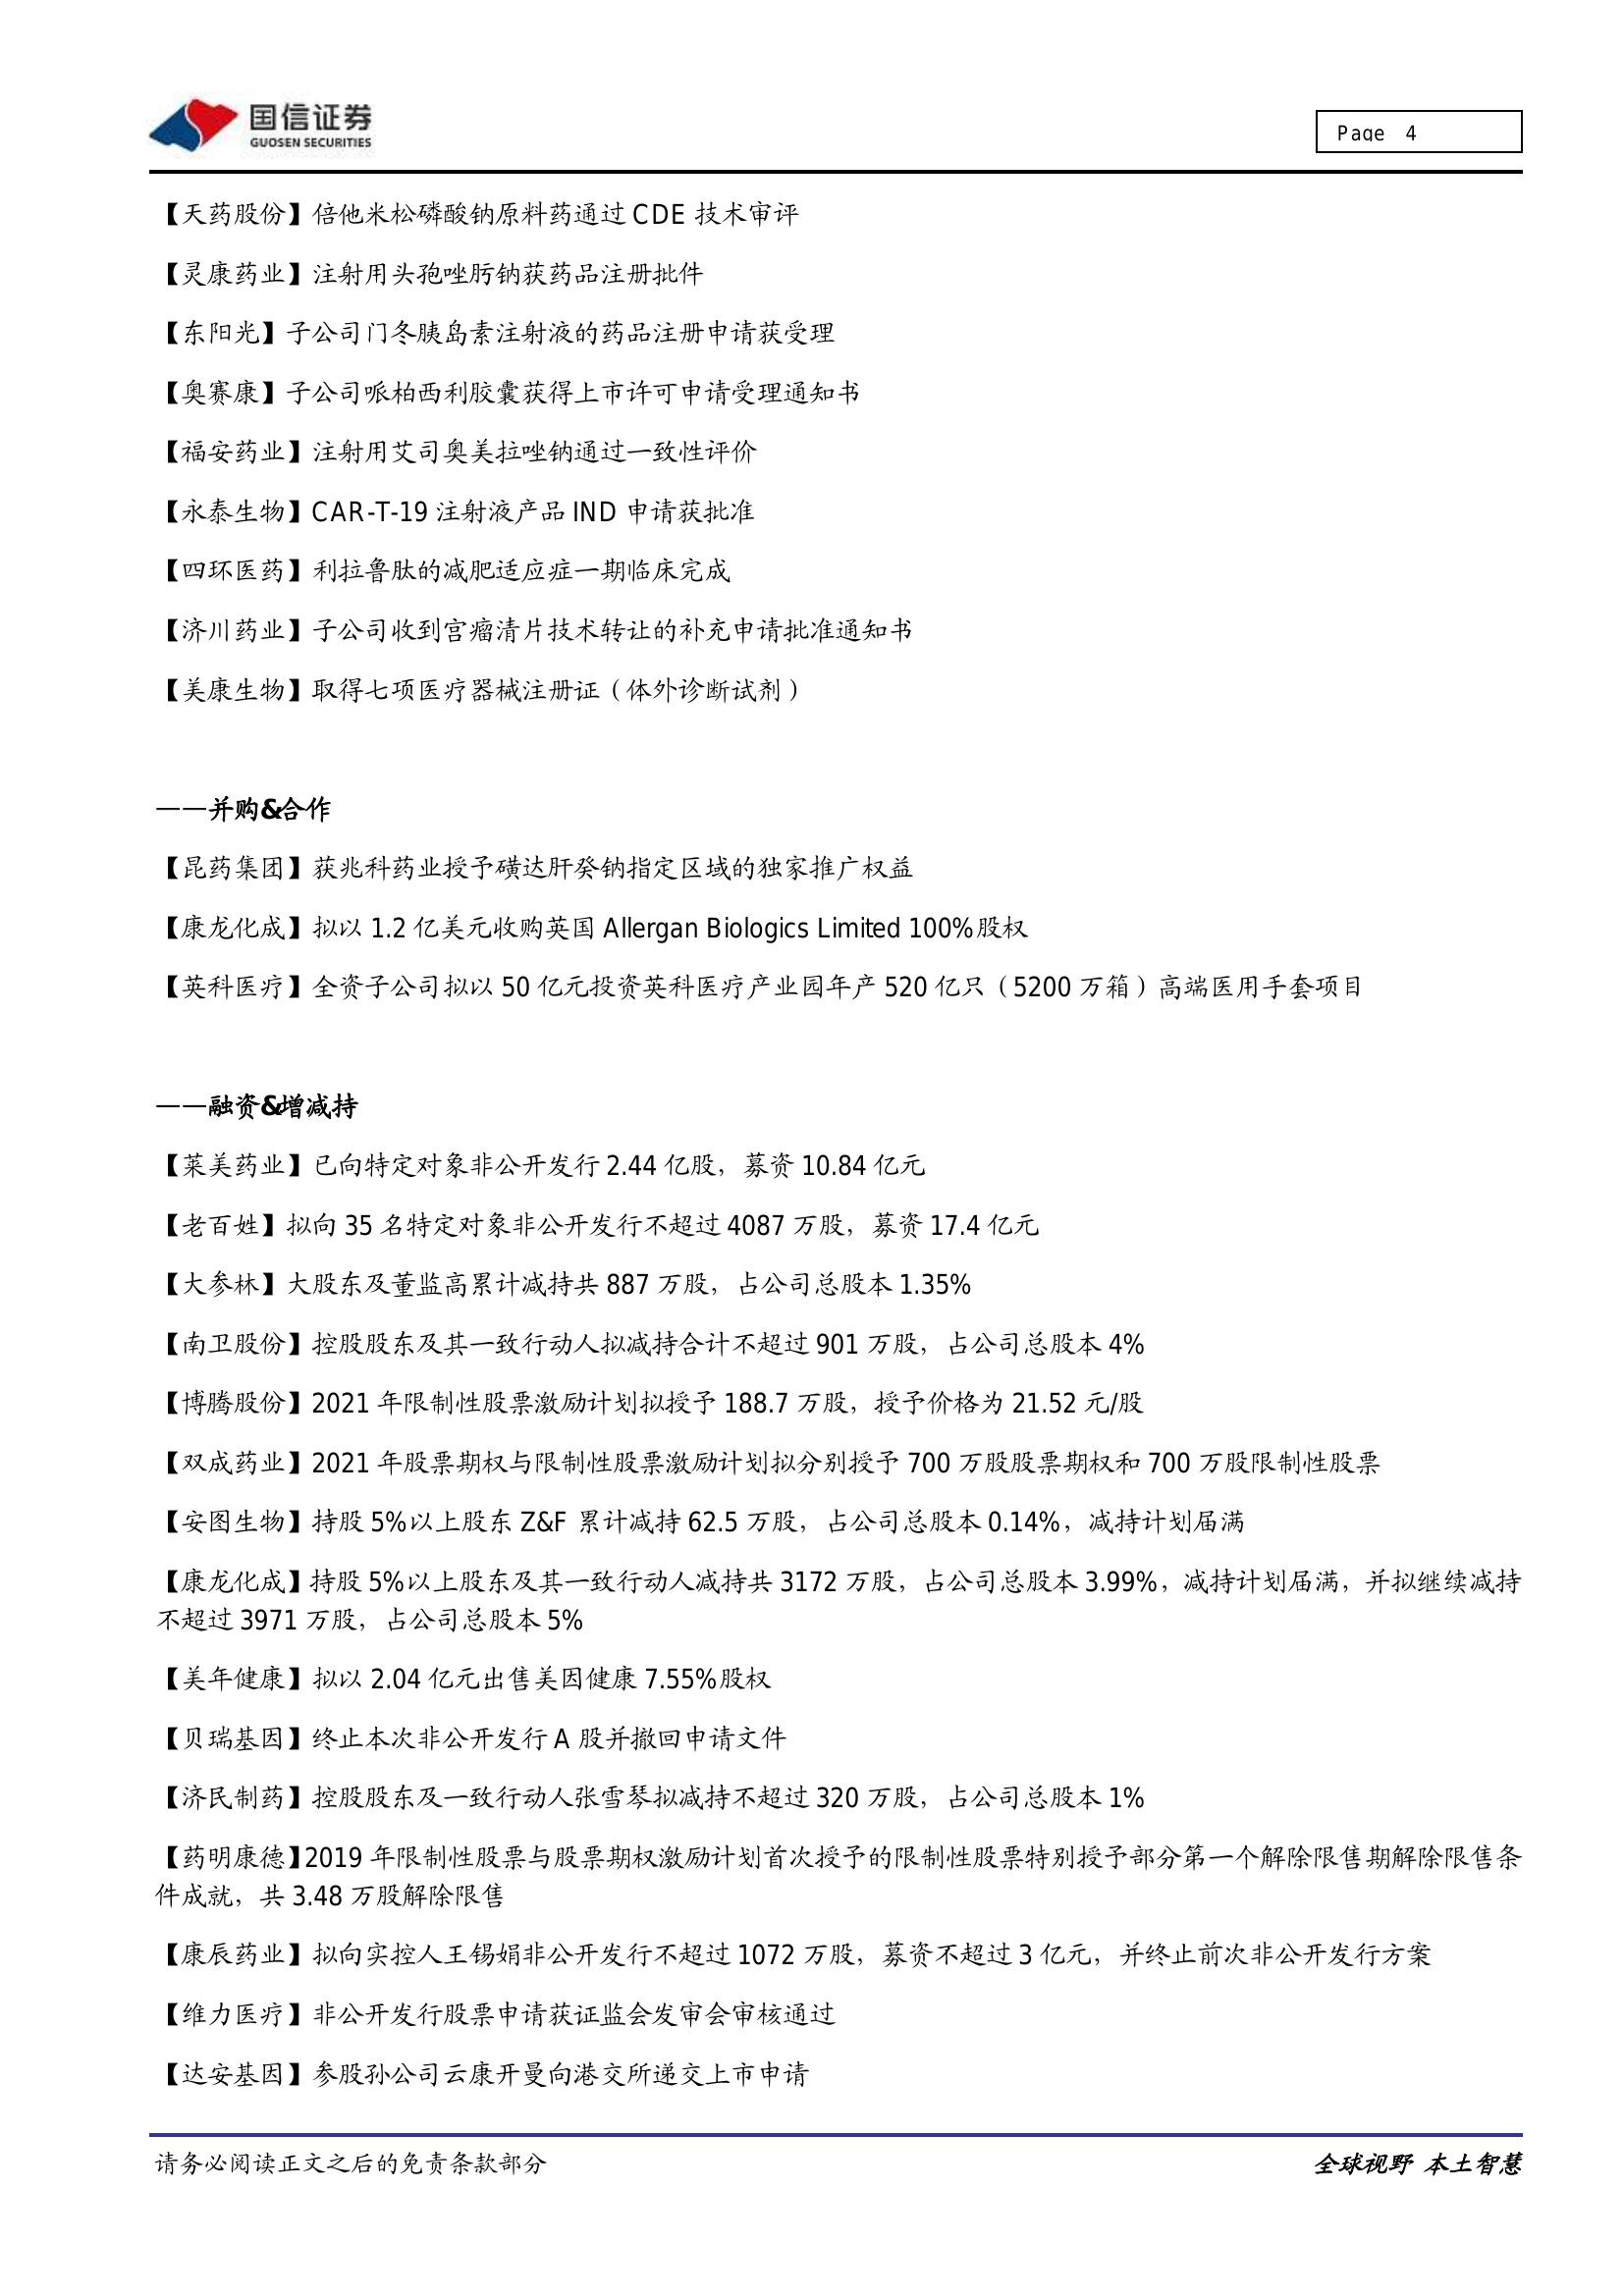 国信证券
GUOSEN SECURITIES
Page 4
【天药股份】倍他米松磷酸钠原料药通过 CDE 技术审评
【灵康药业】注射用头孢唑肟钠获药品注册批件
【东阳光】子公司门冬胰岛素注射液的药品注册申请获受理
【奥赛康】子公司哌柏西利胶囊获得上市许可申请受理通知书
【福安药业】注射用艾司奥美拉唑钠通过一致性评价
【永泰生物】CAR-T-19 注射液产品 IND 申请获批准
【四环医药】利拉鲁肽的减肥适应症一期临床完成
【济川药业】子公司收到宫瘤清片技术转让的补充申请批准通知书
【美康生物】取得七项医疗器械注册证（体外诊断试剂）
——并购&合作
【昆药集团】获兆科药业授予磺达肝癸钠指定区域的独家推广权益
【康龙化成】拟以 1.2 亿美元收购英国 Allergan Biologics Limited 100%股权
【英科医疗】全资子公司拟以 50 亿元投资英科医疗产业园年产 520 亿只（5200 万箱）高端医用手套项目
——融资&增减持
【莱美药业】已向特定对象非公开发行 2.44 亿股，募资 10.84 亿元
【老百姓】拟向 35 名特定对象非公开发行不超过 4087 万股，募资 17.4 亿元
【大参林】大股东及董监高累计减持共 887 万股，占公司总股本 1.35%
【南卫股份】控股股东及其一致行动人拟减持合计不超过 901 万股，占公司总股本 4%
【博腾股份】2021 年限制性股票激励计划拟授予 188.7 万股，授予价格为 21.52 元/股
【双成药业】2021 年股票期权与限制性股票激励计划拟分别授予 700 万股股票期权和 700 万股限制性股票
【安图生物】持股 5%以上股东 Z&F 累计减持 62.5 万股，占公司总股本 0.14%，减持计划届满
【康龙化成】持股 5%以上股东及其一致行动人减持共 3172 万股，占公司总股本 3.99%，减持计划届满，并拟继续减持
不超过 3971 万股，占公司总股本 5%
【美年健康】拟以 2.04 亿元出售美因健康 7.55%股权
【贝瑞基因】终止本次非公开发行 A 股并撤回申请文件
【济民制药】控股股东及一致行动人张雪琴拟减持不超过 320 万股，占公司总股本 1%
【药明康德】2019 年限制性股票与股票期权激励计划首次授予的限制性股票特别授予部分第一个解除限售期解除限售条
件成就，共 3.48 万股解除限售
【康辰药业】拟向实控人王锡娟非公开发行不超过 1072 万股，募资不超过 3 亿元，并终止前次非公开发行方案
【维力医疗】非公开发行股票申请获证监会发审会审核通过
【达安基因】参股孙公司云康开曼向港交所递交上市申请
请务必阅读正文之后的免责条款部分
全球视野 本土智慧